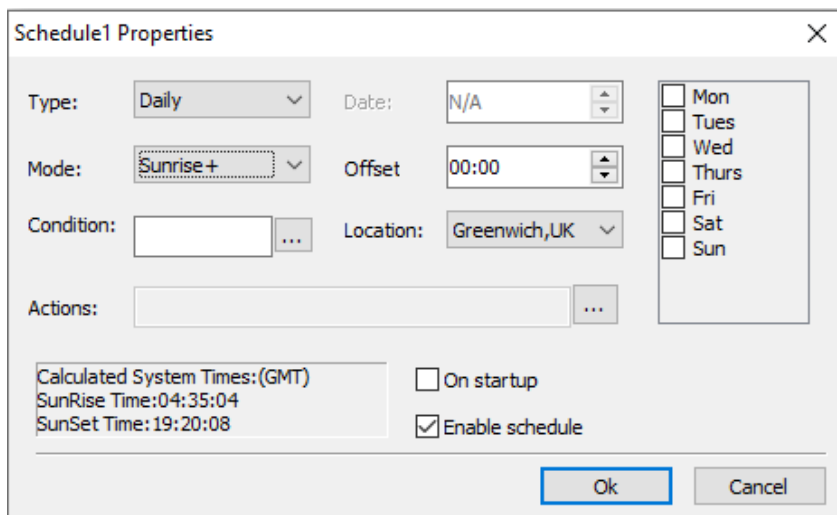 Schedule1 Properties
Type: Daily Date: N/A
Mode: Sunrise+ Offset 00:00
Condition: ... Location: Greenwich,UK
Actions: ...
Mon
Tues
Wed
Thurs
Fri
Sat
Sun
Calculated System Times:(GMT)
SunRise Time:04:35:04
SunSet Time:19:20:08
On startup
Enable schedule
Ok Cancel